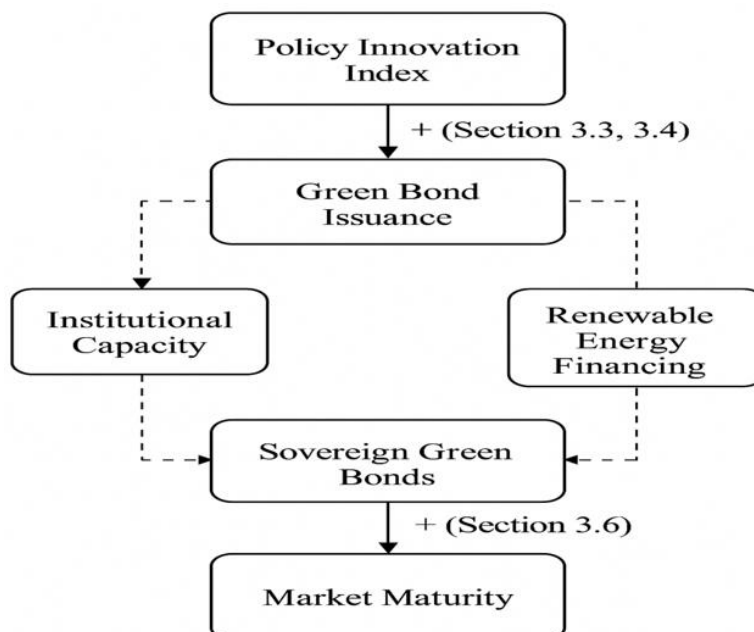 Policy Innovation
Index
+ (Section 3.3, 3.4)
Green Bond
Issuance
Institutional
Capacity
Renewable
Energy
Financing
Sovereign Green
Bonds
+ (Section 3.6)
Market Maturity